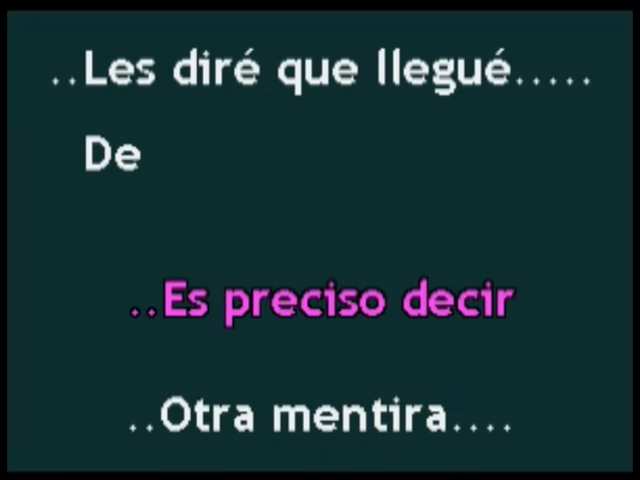 ..Les diré que llegué.....
De
..Es preciso decir
..Otra mentira....